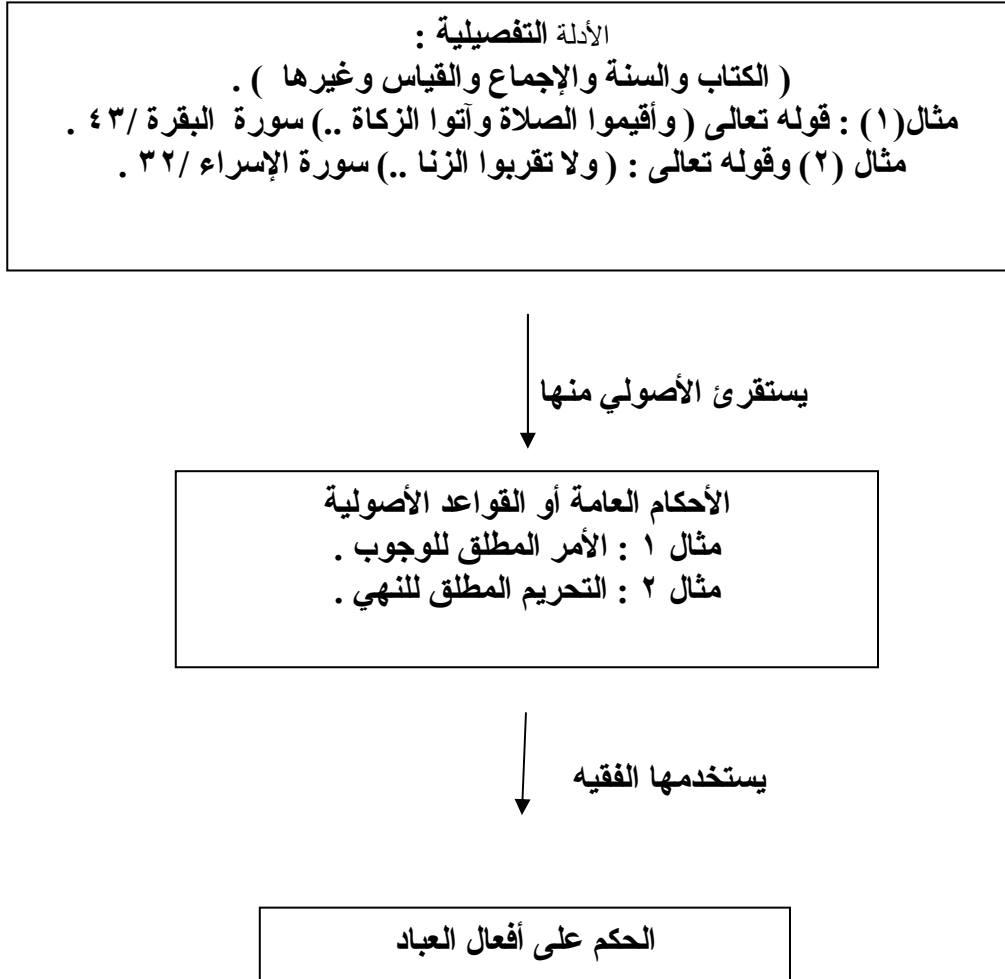 الأدلة التفصيلية :
( الكتاب والسنة والإجماع والقياس وغيرها ) .
مثال(١) : قوله تعالى ( وأقيموا الصلاة وآتوا الزكاة ..) سورة البقرة /٤٣ .
مثال (٢) وقوله تعالى : ( ولا تقربوا الزنا ..) سورة الإسراء /٣٢ .
يستقرئ الأصولي منها
الأحكام العامة أو القواعد الأصولية
مثال ١ : الأمر المطلق للوجوب .
مثال ٢ : التحريم المطلق للنهي .
يستخدمها الفقيه
الحكم على أفعال العباد